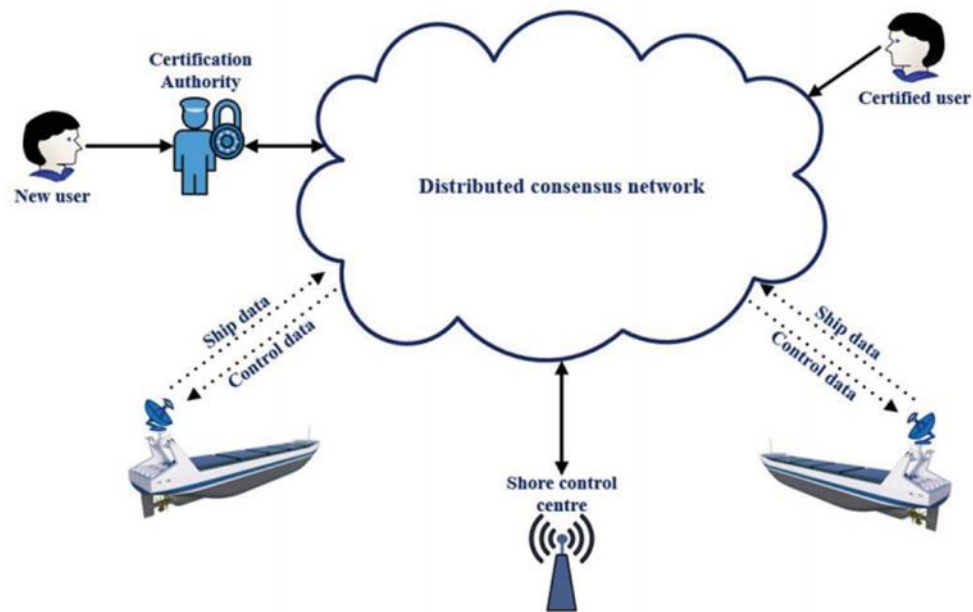 Certification
Authority
Certified user
New user
Distributed consensus network
Ship data
Control data
Ship data
Control data
Shore control
centre